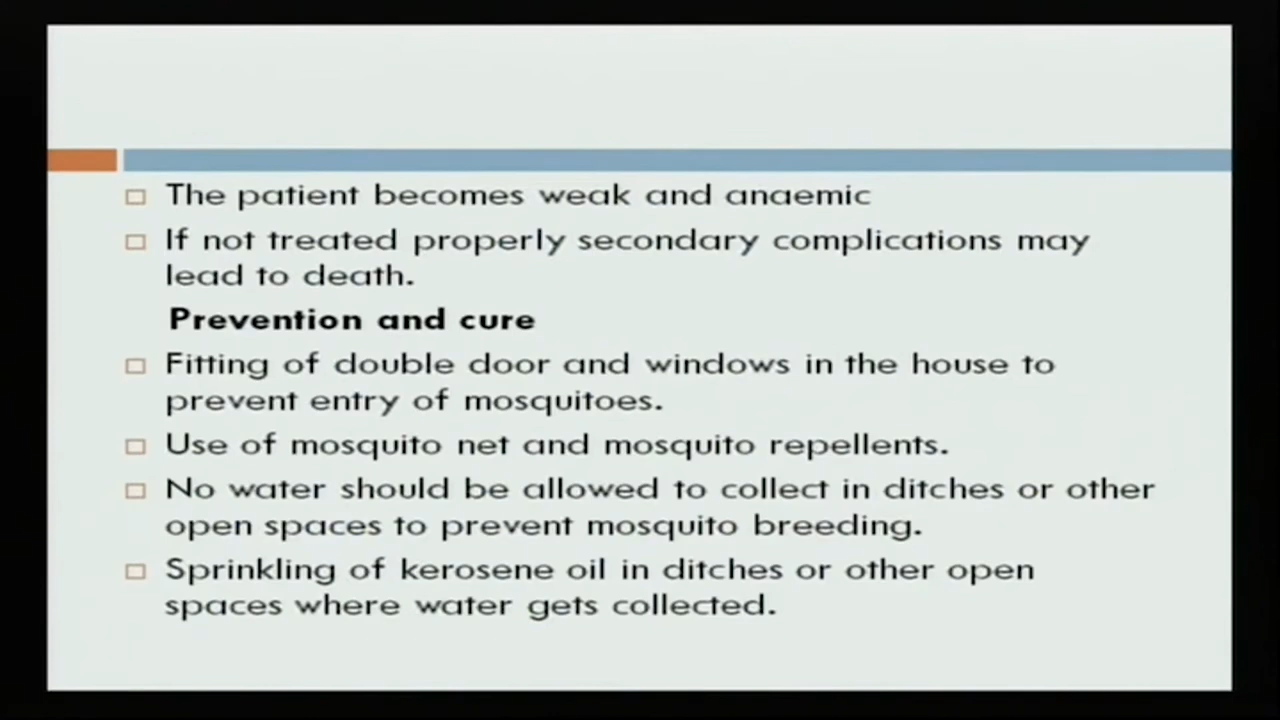 The patient becomes weak and anaemic
If not treated properly secondary complications may
lead to death.
Prevention and cure
Fitting of double door and windows in the house to
prevent entry of mosquitoes.
Use of mosquito net and mosquito repellents.
No water should be allowed to collect in ditches or other
open spaces to prevent mosquito breeding.
Sprinkling of kerosene oil in ditches or other open
spaces where water gets collected.